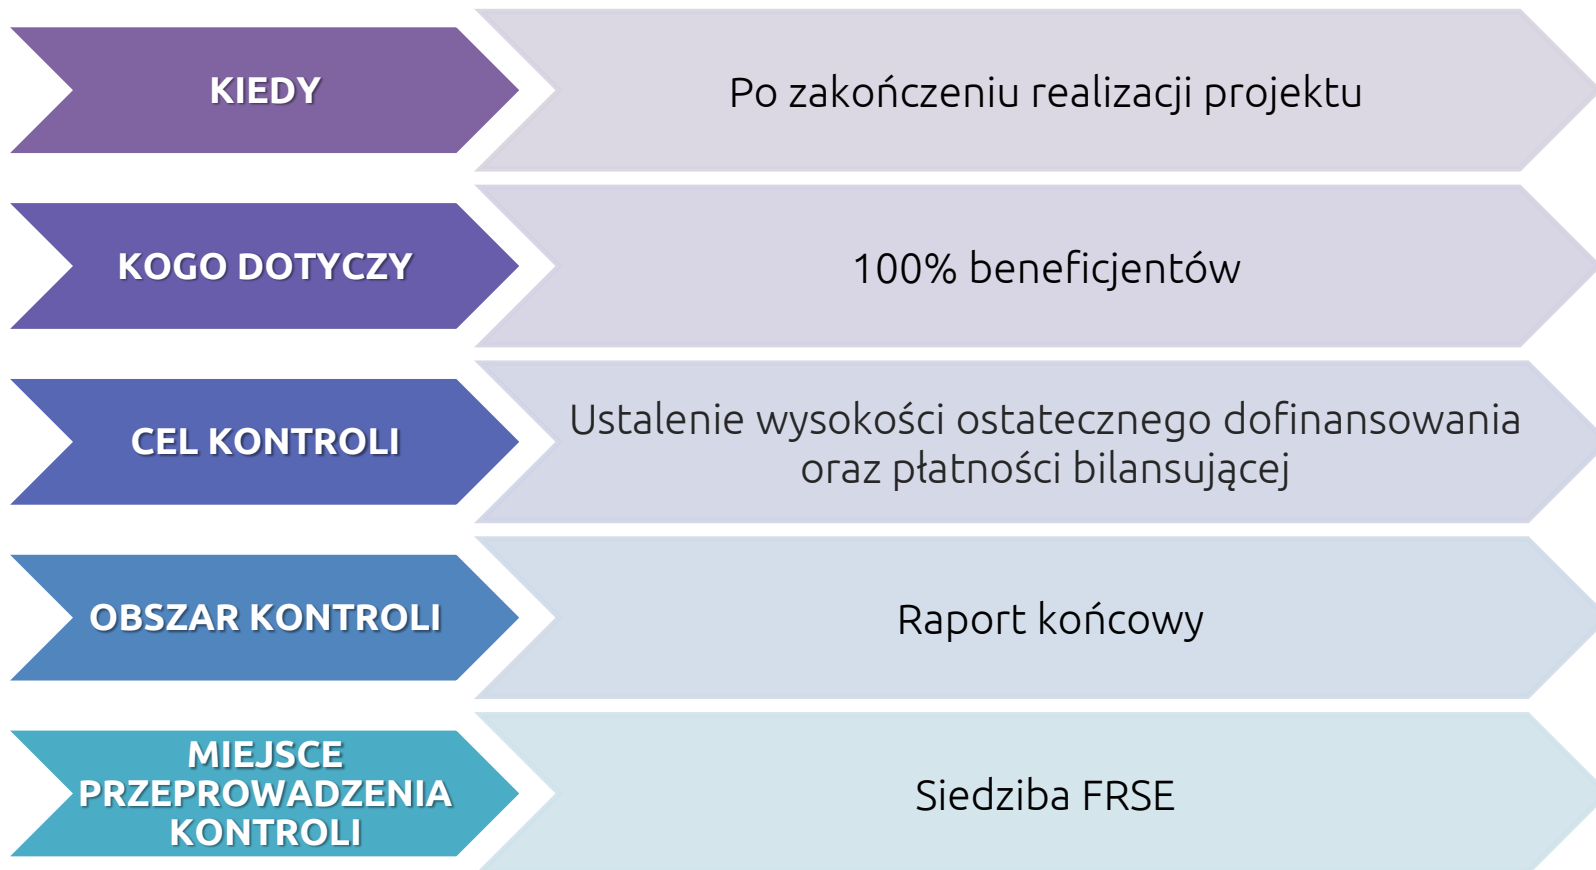 KIEDY
Po zakończeniu realizacji projektu
KOGO DOTYCZY
100% beneficjentów
CEL KONTROLI
Ustalenie wysokości ostatecznego dofinansowania
oraz płatności bilansującej
OBSZAR KONTROLI
Raport końcowy
MIEJSCE
PRZEPROWADZENIA
KONTROLI
Siedziba FRSE